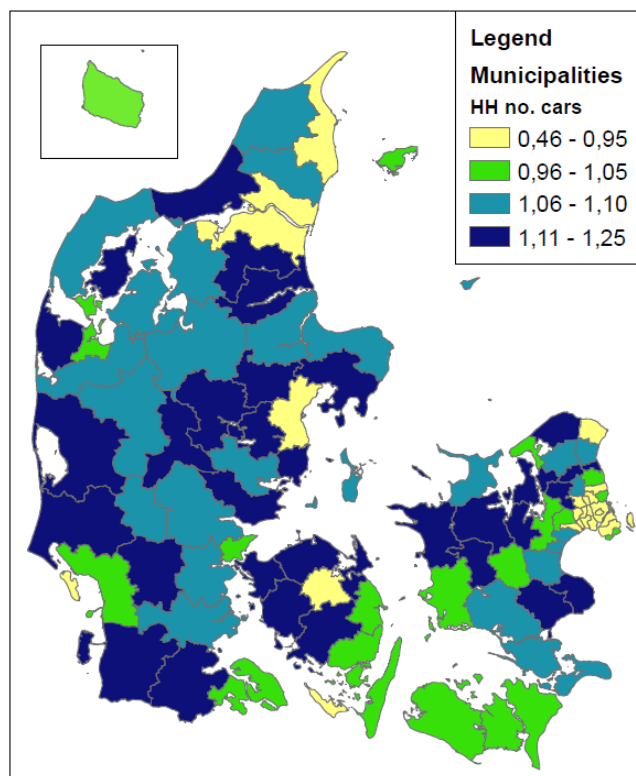 Legend
Municipalities
HH no. cars
0,46 - 0,95
0,96 - 1,05
1,06 - 1,10
1,11 - 1,25